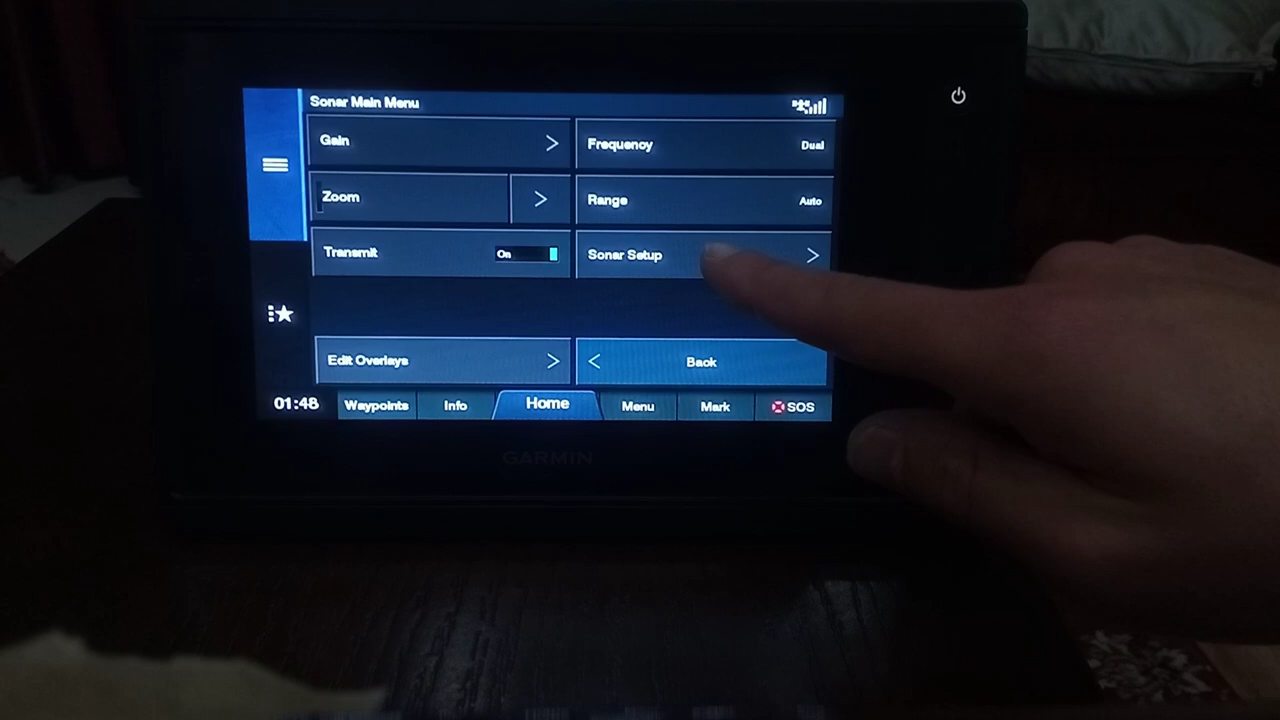 Sonar Main Menu
Gain
Frequency Dual
Zoom
Range Auto
Transmit On
Sonar Setup
Edit Overlays
Back
01:48 Waypoints Info Home Menu Mark SOS
GARMIN